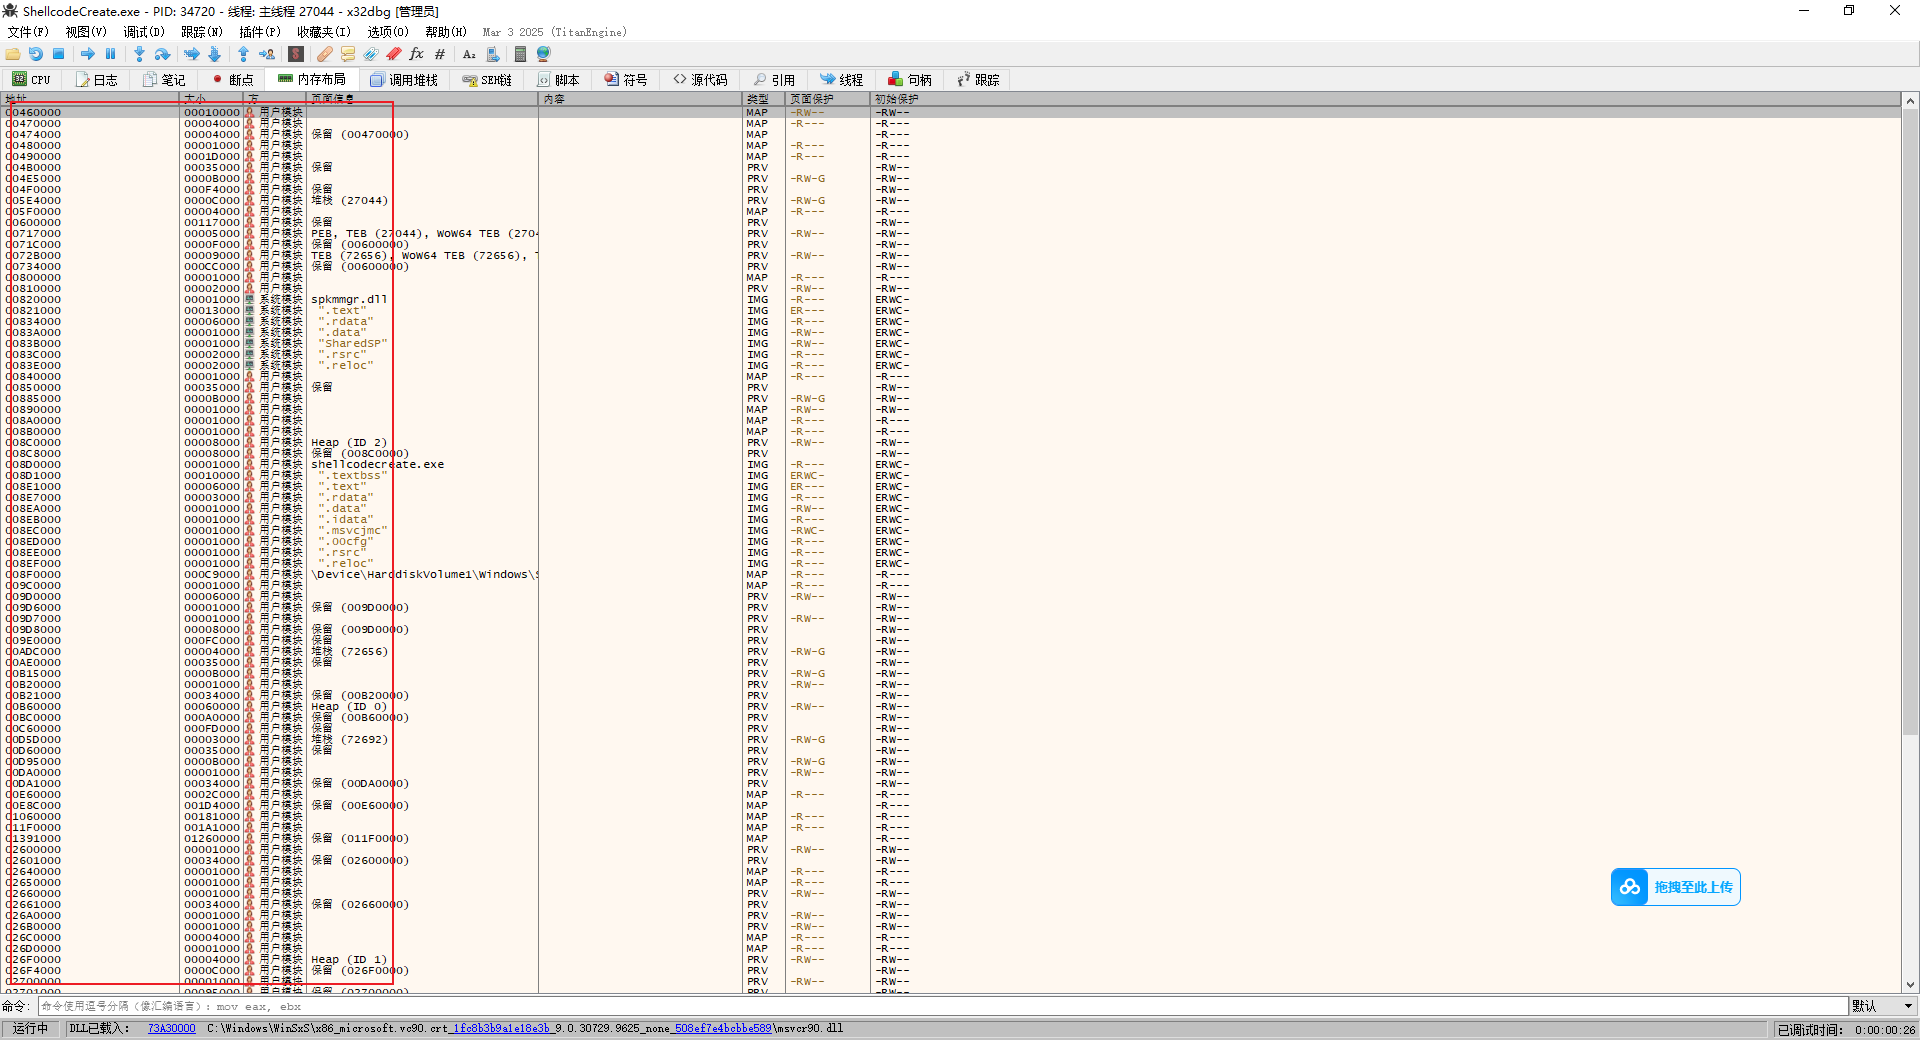 ShellcodeCreate.exe - PID: 34720 - 线程: 主线程 27044 - x32dbg [管理员]
文件(F) 视图(V) 调试(D) 跟踪(N) 插件(P) 收藏夹(I) 选项(O) 帮助(H) Mar 3 2025 (TitanEngine)
CPU 日志 笔记 断点 内存布局 调用堆栈 SEH链 脚本 符号 源代码 引用 线程 句柄 跟踪
地址 大小 方 页面信息 内容 类型 页面保护 初始保护
00460000 00010000 用户模块 MAP -RW-- -RW--
00470000 00004000 用户模块 MAP -R--- -R---
00474000 00004000 用户模块 保留 (00470000) MAP -R---
00480000 00001000 用户模块 MAP -R--- -R---
00490000 0001D000 用户模块 MAP -R--- -R---
004B0000 00035000 用户模块 保留 PRV -RW--
004E5000 0000B000 用户模块 PRV -RW-G -RW--
004F0000 000F4000 用户模块 保留 PRV -RW--
005E4000 0000C000 用户模块 堆栈 (27044) PRV -RW-G -RW--
005F0000 00004000 用户模块 MAP -R--- -R---
00600000 00117000 用户模块 保留 PRV -RW--
00717000 00005000 用户模块 PEB, TEB (27044), WoW64 TEB (2704 PRV -RW-- -RW--
0071C000 0000F000 用户模块 保留 (00600000) PRV -RW--
0072B000 00009000 用户模块 TEB (72656), WoW64 TEB (72656), T PRV -RW-- -RW--
00734000 000CC000 用户模块 保留 (00600000) PRV -RW--
00800000 00001000 用户模块 MAP -R--- -R---
00810000 00002000 用户模块 PRV -RW-- -RW--
00820000 00001000 系统模块 spkmmgr.dll IMG -R--- ERWC-
00821000 00013000 系统模块 ".text" IMG ER--- ERWC-
00834000 00006000 系统模块 ".rdata" IMG -R--- ERWC-
0083A000 00001000 系统模块 ".data" IMG -RW-- ERWC-
0083B000 00001000 系统模块 "SharedSP" IMG -RW-- ERWC-
0083C000 00002000 系统模块 ".rsrc" IMG -R--- ERWC-
0083E000 00002000 系统模块 ".reloc" IMG -R--- ERWC-
00840000 00001000 用户模块 MAP -R--- -R---
00850000 00035000 用户模块 保留 PRV -RW--
00885000 0000B000 用户模块 PRV -RW-G -RW--
00890000 00001000 用户模块 MAP -RW-- -RW--
008A0000 00001000 用户模块 MAP -R--- -R---
008B0000 00001000 用户模块 MAP -R--- -R---
008C0000 00008000 用户模块 Heap (ID 2) PRV -RW-- -RW--
008C8000 00008000 用户模块 保留 (008C0000) PRV -RW--
008D0000 00001000 用户模块 shellcodecreate.exe IMG -R--- ERWC-
008D1000 00010000 用户模块 ".textbss" IMG ERWC- ERWC-
008E1000 00006000 用户模块 ".text" IMG ER--- ERWC-
008E7000 00003000 用户模块 ".rdata" IMG -R--- ERWC-
008EA000 00001000 用户模块 ".data" IMG -RW-- ERWC-
008EB000 00001000 用户模块 ".idata" IMG -R--- ERWC-
008EC000 00001000 用户模块 ".msvcjmc" IMG -RWC- ERWC-
008ED000 00001000 用户模块 ".00cfg" IMG -R--- ERWC-
008EE000 00001000 用户模块 ".rsrc" IMG -R--- ERWC-
008EF000 00001000 用户模块 ".reloc" IMG -R--- ERWC-
008F0000 000C9000 用户模块 \Device\HarddiskVolume1\Windows\S MAP -R--- -R---
009C0000 00001000 用户模块 MAP -R--- -R---
009D0000 00006000 用户模块 PRV -RW-- -RW--
009D6000 00001000 用户模块 保留 (009D0000) PRV -RW--
009D7000 00001000 用户模块 PRV -RW-- -RW--
009D8000 00008000 用户模块 保留 (009D0000) PRV -RW--
009E0000 000FC000 用户模块 保留 PRV -RW--
00ADC000 00004000 用户模块 堆栈 (72656) PRV -RW-G -RW--
00AE0000 00035000 用户模块 保留 PRV -RW--
00B15000 0000B000 用户模块 PRV -RW-G -RW--
00B20000 00001000 用户模块 PRV -RW-- -RW--
00B21000 00034000 用户模块 保留 (00B20000) PRV -RW--
00B60000 00060000 用户模块 Heap (ID 0) PRV -RW-- -RW--
00BC0000 000A0000 用户模块 保留 (00B60000) PRV -RW--
00C60000 000FD000 用户模块 保留 PRV -RW--
00D5D000 00003000 用户模块 堆栈 (72692) PRV -RW-G -RW--
00D60000 00035000 用户模块 保留 PRV -RW--
00D95000 0000B000 用户模块 PRV -RW-G -RW--
00DA0000 00001000 用户模块 PRV -RW-- -RW--
00DA1000 00034000 用户模块 保留 (00DA0000) PRV -RW--
00E60000 0002C000 用户模块 MAP -R--- -R---
00E8C000 001D4000 用户模块 保留 (00E60000) MAP -R---
01060000 00181000 用户模块 MAP -R--- -R---
011F0000 001A1000 用户模块 MAP -R--- -R---
01391000 01260000 用户模块 保留 (011F0000) MAP -R---
02600000 00001000 用户模块 PRV -RW-- -RW--
02601000 00034000 用户模块 保留 (02600000) PRV -RW--
02640000 00001000 用户模块 MAP -R--- -R---
02650000 00001000 用户模块 MAP -R--- -R---
02660000 00001000 用户模块 PRV -RW-- -RW--
02661000 00034000 用户模块 保留 (02660000) PRV -RW--
026A0000 00001000 用户模块 PRV -RW-- -RW--
026B0000 00001000 用户模块 PRV -RW-- -RW--
026C0000 00004000 用户模块 MAP -R--- -R---
026D0000 00001000 用户模块 MAP -R--- -R---
026F0000 00004000 用户模块 Heap (ID 1) PRV -RW-- -RW--
026F4000 0000C000 用户模块 保留 (026F0000) PRV -RW--
02700000 00001000 用户模块 PRV -RW-- -RW--
拖拽至此上传
命令: 命令使用逗号分隔（像汇编语言）: mov eax, ebx 默认
运行中 DLL已载入: 73A30000 C:\Windows\WinSxS\x86_microsoft.vc90.crt_1fc8b3b9a1e18e3b_9.0.30729.9625_none_508ef7e4bcbbe589\msvcr90.dll 已调试时间: 0:00:00:26